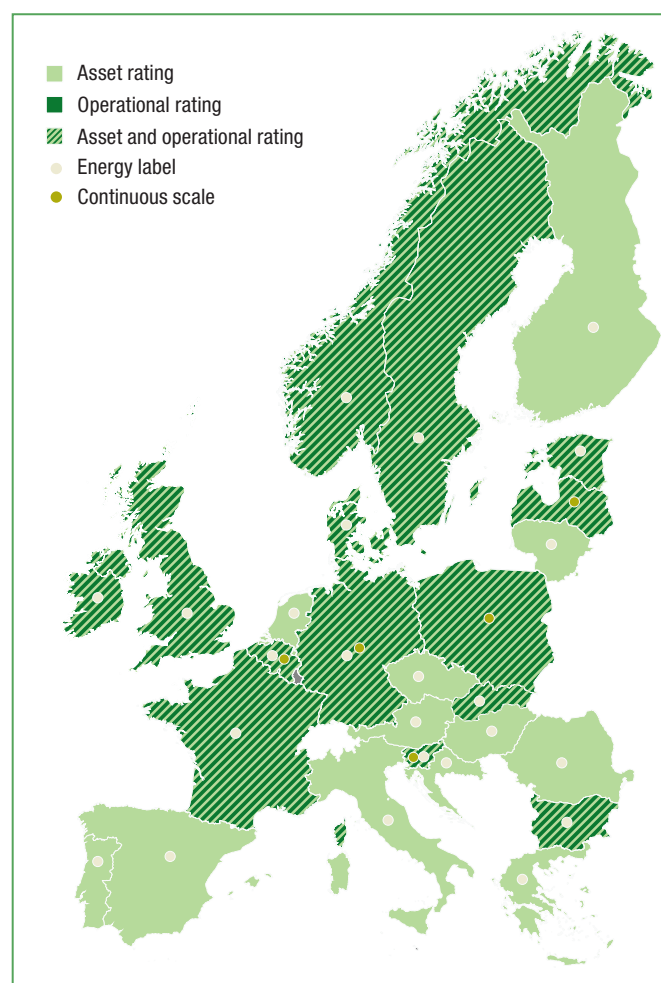 Asset rating
Operational rating
Asset and operational rating
Energy label
Continuous scale